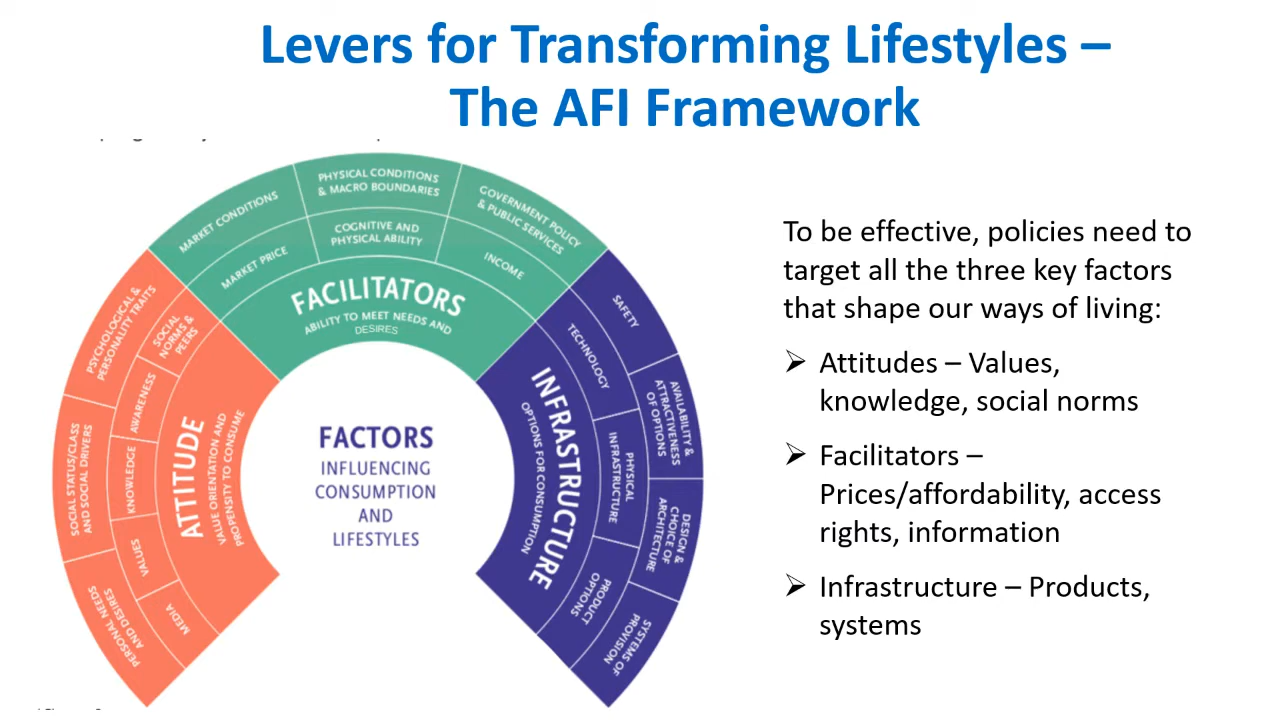 Levers for Transforming Lifestyles –
The AFI Framework
PHYSICAL CONDITIONS
& MACRO BOUNDARIES
MARKET CONDITIONS
GOVERNMENT POLICY
& PUBLIC SERVICES
COGNITIVE AND
PHYSICAL ABILITY
MARKET PRICE
INCOME
FACILITATORS
ABILITY TO MEET NEEDS AND
DESIRES
PSYCHOLOGICAL &
PERSONALITY TRAITS
SOCIAL
NORMS &
PEERS
AWARENESS
SOCIAL STATUS/CLASS
AND SOCIAL DRIVERS
KNOWLEDGE
VALUES
PERSONAL NEEDS
AND DESIRES
MEDIA
ATTITUDE
VALUE ORIENTATION AND
PROPENSITY TO CONSUME
FACTORS
INFLUENCING
CONSUMPTION
AND
LIFESTYLES
INFRASTRUCTURE
OPTIONS FOR CONSUMPTION
SAFETY
TECHNOLOGY
AVAILABILITY &
ATTRACTIVENESS
OF OPTIONS
PHYSICAL
INFRASTRUCTURE
DESIGN &
CHOICE OF
ARCHITECTURE
PRODUCT
OPTIONS
SYSTEMS OF
PROVISION
To be effective, policies need to
target all the three key factors
that shape our ways of living:
➢ Attitudes – Values,
knowledge, social norms
➢ Facilitators –
Prices/affordability, access
rights, information
➢ Infrastructure – Products,
systems